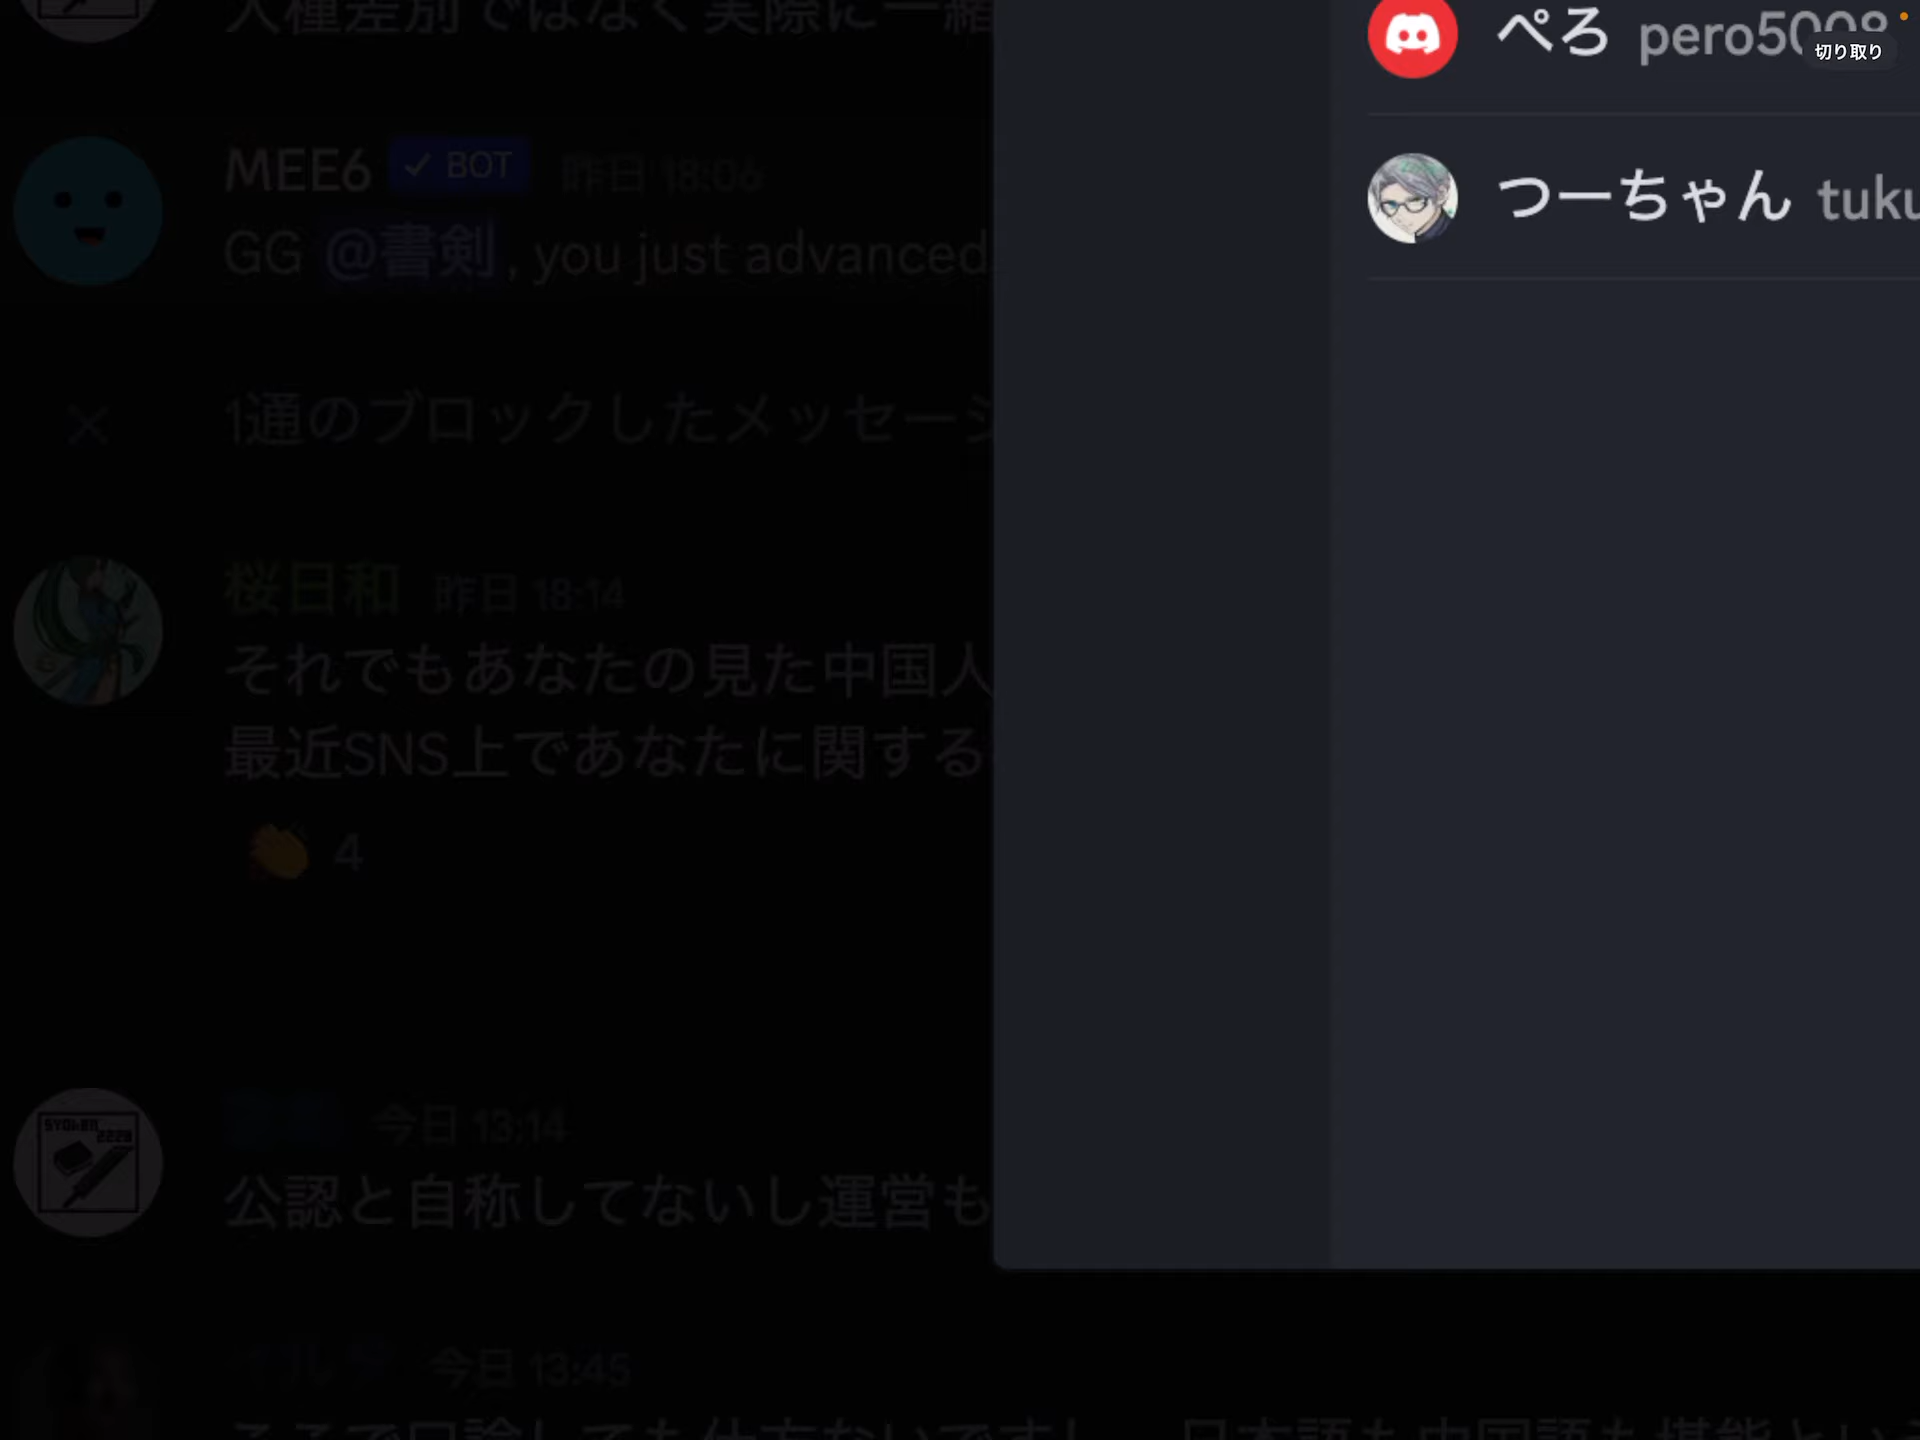 人種差別ではなく実際に一緒
MEE6 ✓ BOT 昨日 18:06
GG @書剣, you just advanced
1通のブロックしたメッセージ
桜日和 昨日 18:14
それでもあなたの見た中国人
最近SNS上であなたに関する
👏 4
今日 13:14
公認と自称してないし運営も
今日 13:45
ぺろ pero5008
切り取り
つーちゃん tuku